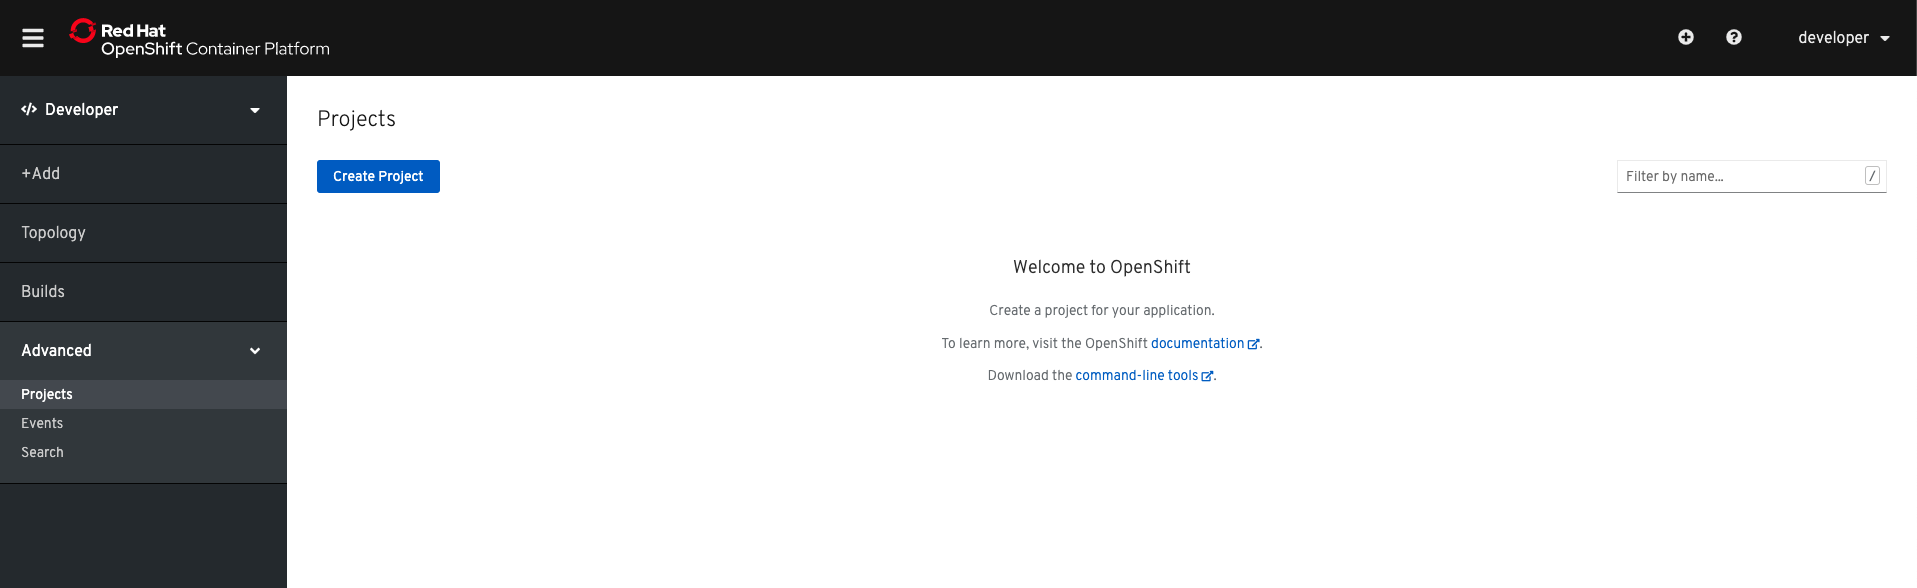 Red Hat
OpenShift Container Platform
developer
Developer
+Add
Topology
Builds
Advanced
Projects
Events
Search
Projects
Create Project
Filter by name...
/
Welcome to OpenShift
Create a project for your application.
To learn more, visit the OpenShift documentation.
Download the command-line tools.